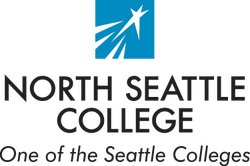 NORTH SEATTLE
COLLEGE
One of the Seattle Colleges